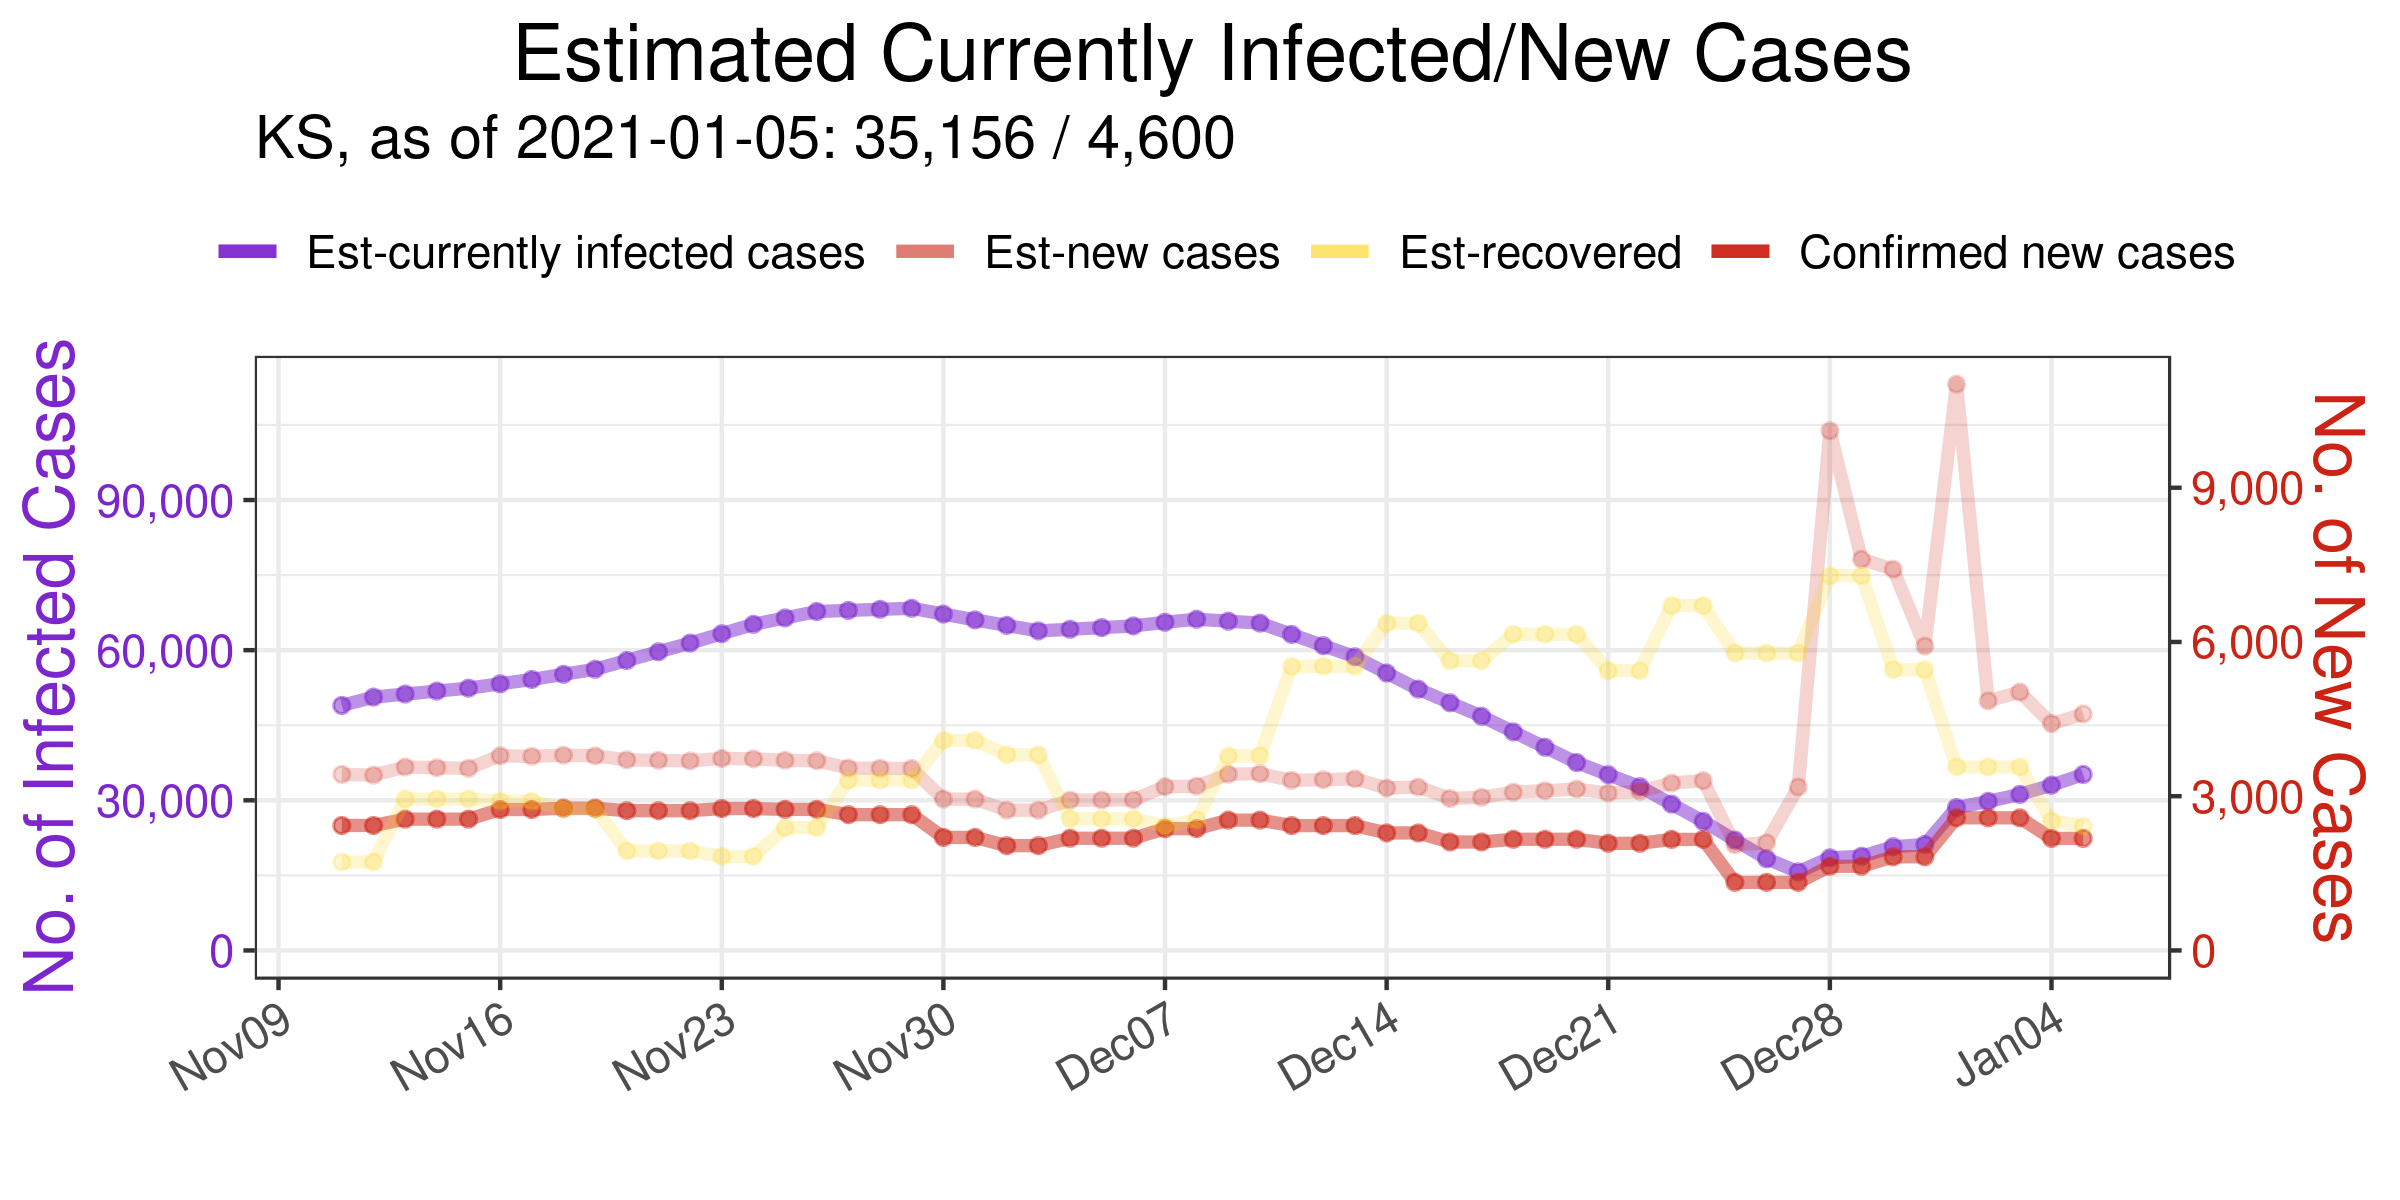 Estimated Currently Infected/New Cases
KS, as of 2021-01-05: 35,156 / 4,600
Est-currently infected cases
Est-new cases
Est-recovered
Confirmed new cases
No. of Infected Cases
90,000
60,000
30,000
0
9,000
6,000
3,000
0
No. of New Cases
Nov09
Nov16
Nov23
Nov30
Dec07
Dec14
Dec21
Dec28
Jan04